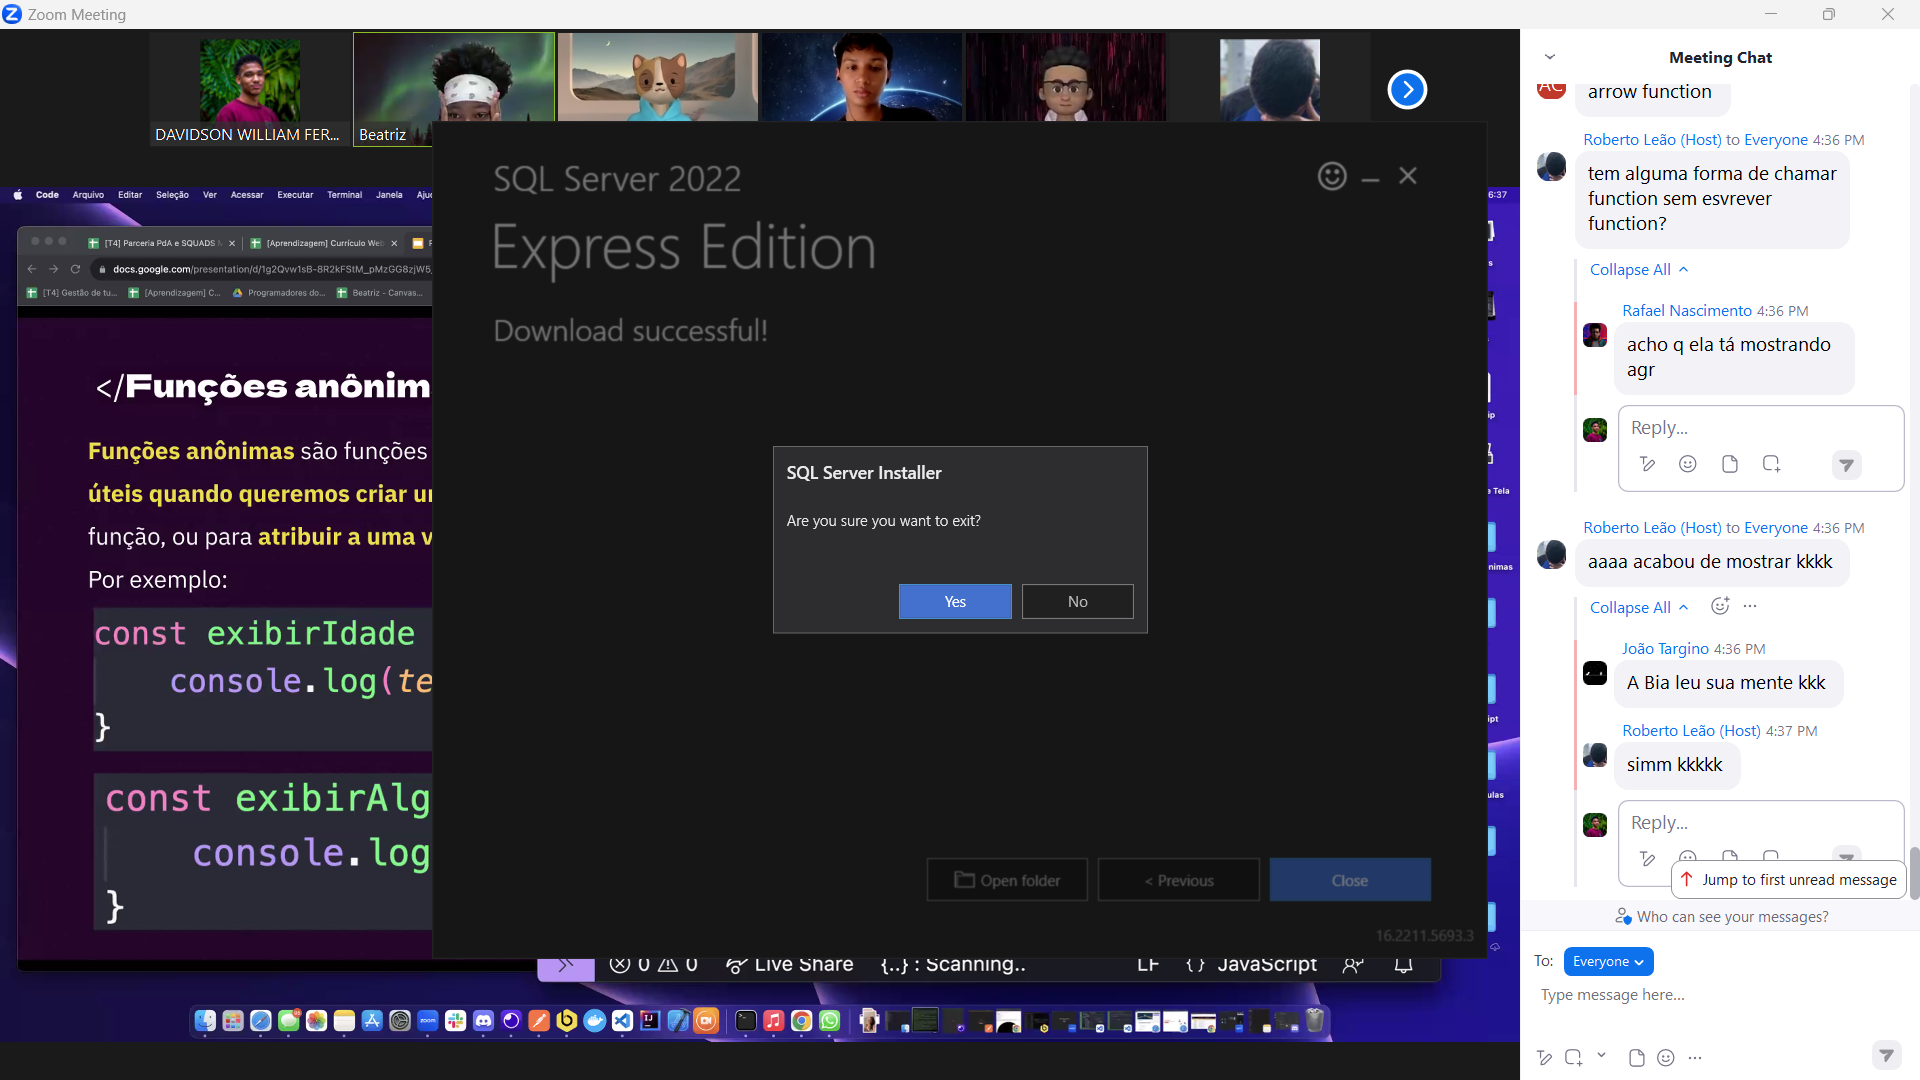 Zoom Meeting
DAVIDSON WILLIAM FER...
Beatriz
Code Arquivo Editar Seleção Ver Acessar Executar Terminal Janela
6:37
[T4] Parceria PdA e SQUADS
[Aprendizagem] Currículo Web
docs.google.com/presentation/d/1g2Qvw1sB-8R2kFStM_pMzGG8zjW5
[T4] Gestão de tu...
[Aprendizagem] C...
Programadores do...
Beatriz - Canvas...
</Funções anônim
Funções anônimas são funções
úteis quando queremos criar
função, ou para atribuir a uma v
Por exemplo:
const exibirIdade
console.log(te
}
const exibirAlg
console.log
}
SQL Server 2022
Express Edition
Download successful!
SQL Server Installer
Are you sure you want to exit?
Yes
No
Open folder
< Previous
Close
16.2211.5693.3
0 0 Live Share {..} : Scanning.. LF {} JavaScript
e Tela
nimas
ipt
ulas
Meeting Chat
AC
arrow function
Roberto Leão (Host) to Everyone 4:36 PM
tem alguma forma de chamar
function sem esvrever
function?
Collapse All
Rafael Nascimento 4:36 PM
acho q ela tá mostrando
agr
Reply...
Roberto Leão (Host) to Everyone 4:36 PM
aaaa acabou de mostrar kkkk
Collapse All
João Targino 4:36 PM
A Bia leu sua mente kkk
Roberto Leão (Host) 4:37 PM
simm kkkkk
Reply...
Jump to first unread message
Who can see your messages?
To: Everyone
Type message here...